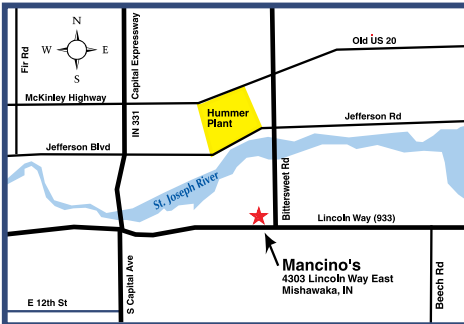 N
W E
S
Fir Rd
Capital Expressway
IN 331
Old US 20
McKinley Highway
Hummer
Plant
Jefferson Rd
Jefferson Blvd
St. Joseph River
Bittersweet Rd
Lincoln Way (933)
Mancino's
4303 Lincoln Way East
Mishawaka, IN
S Capital Ave
Beech Rd
E 12th St